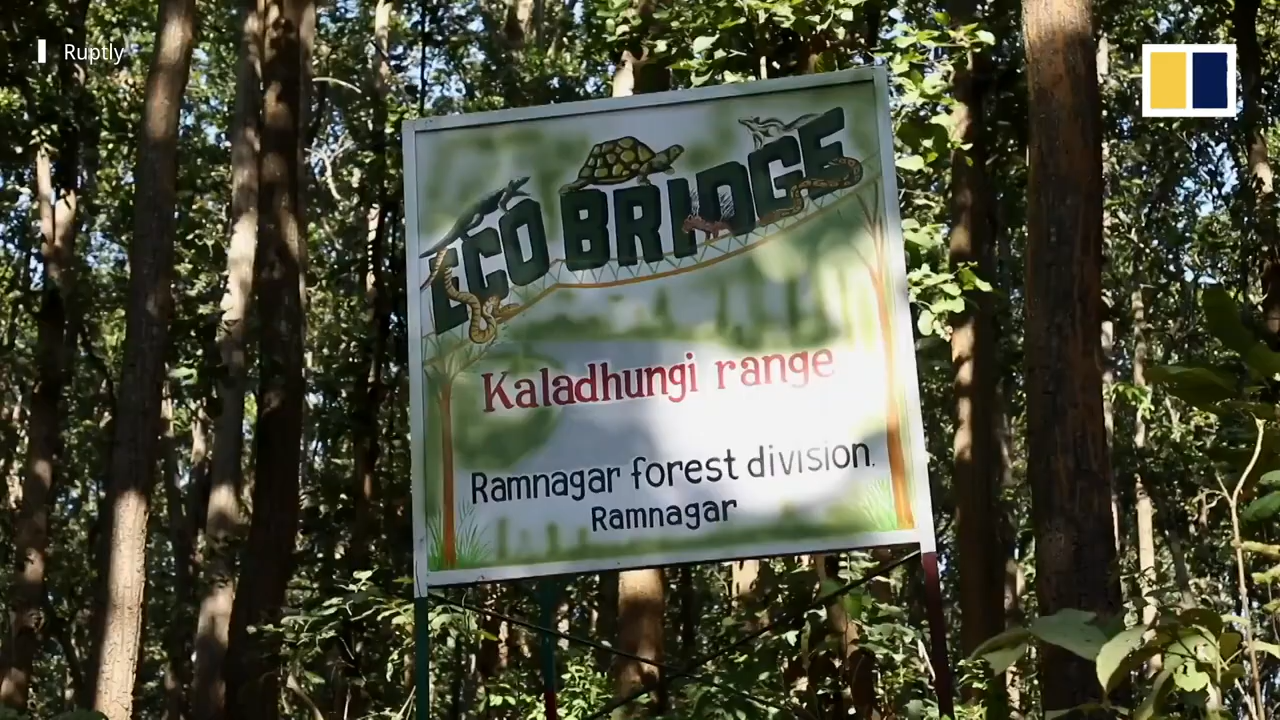 Ruptly
ECO BRIDGE
Kaladhungi range
Ramnagar forest division.
Ramnagar